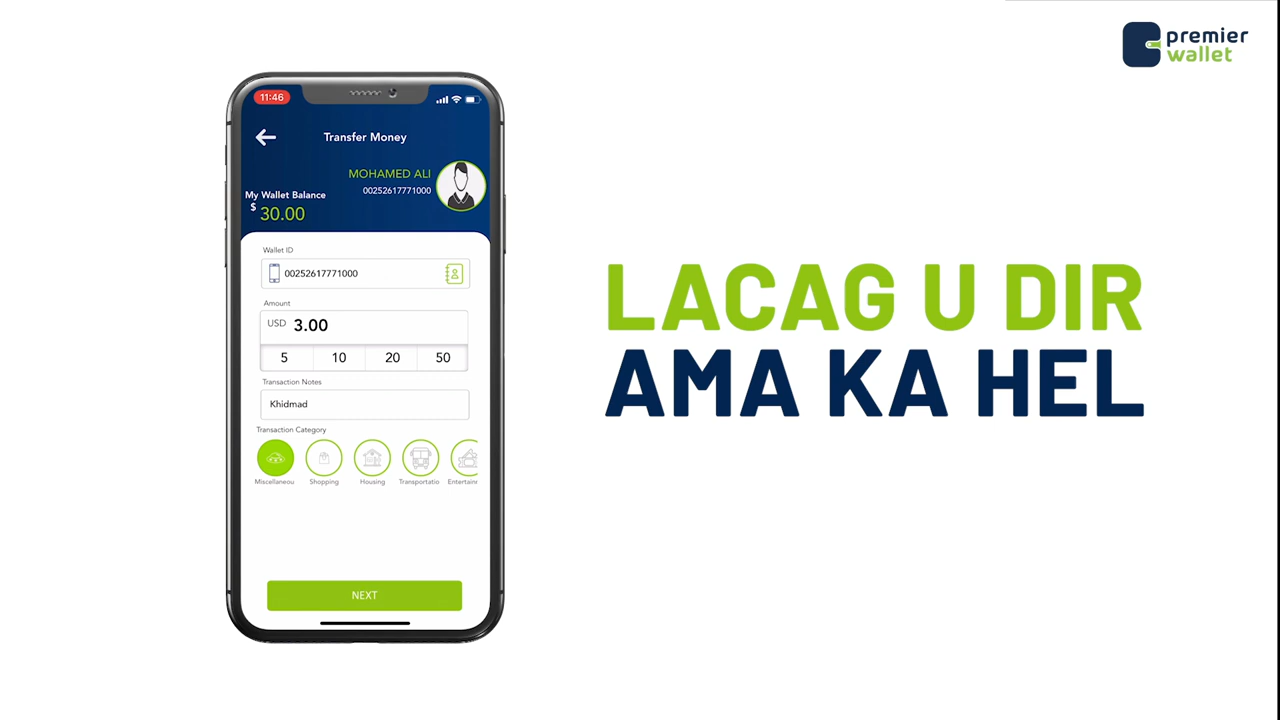 premier
wallet
11:46
Transfer Money
MOHAMED ALI
00252617771000
My Wallet Balance
$ 30.00
Wallet ID
00252617771000
Amount
USD 3.00
5 10 20 50
Transaction Notes
Khidmad
Transaction Category
Miscellaneou Shopping Housing Transportatio Entertainr
NEXT
LACAG U DIR
AMA KA HEL